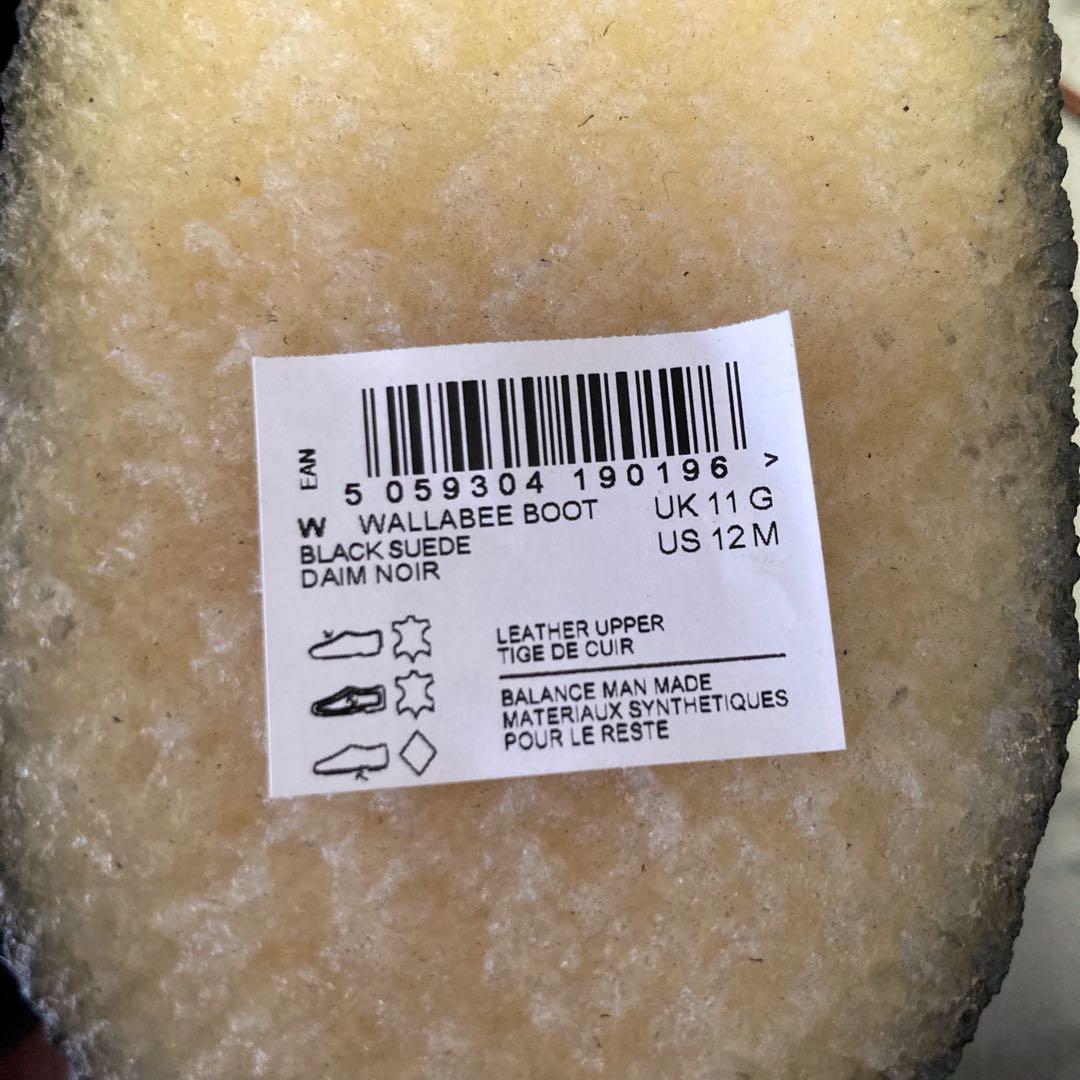 EAN
5 059304 190196 >
W WALLABEE BOOT UK 11 G
BLACK SUEDE US 12 M
DAIM NOIR
LEATHER UPPER
TIGE DE CUIR
BALANCE MAN MADE
MATERIAUX SYNTHETIQUES
POUR LE RESTE